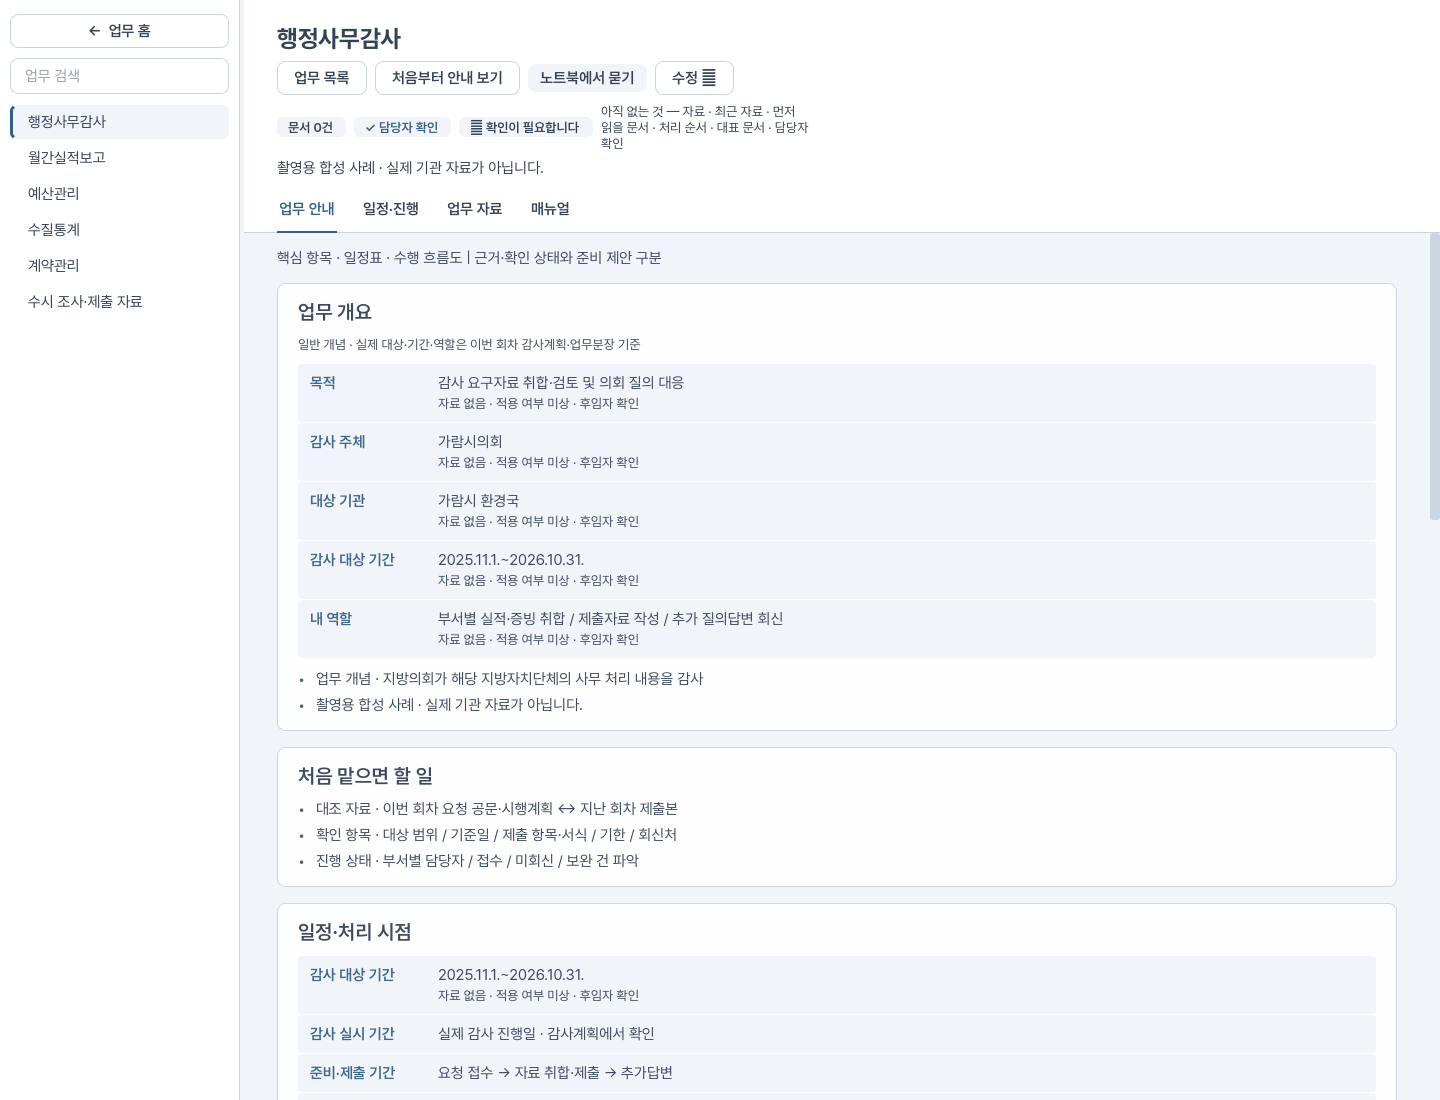 ← 업무 홈
업무 검색
행정사무감사
월간실적보고
예산관리
수질통계
계약관리
수시 조사·제출 자료
행정사무감사
업무 목록
처음부터 안내 보기
노트북에서 묻기
수정
문서 0건
✓ 담당자 확인
확인이 필요합니다
아직 없는 것 — 자료 · 최근 자료 · 먼저
읽을 문서 · 처리 순서 · 대표 문서 · 담당자
확인
촬영용 합성 사례 · 실제 기관 자료가 아닙니다.
업무 안내
일정·진행
업무 자료
매뉴얼
핵심 항목 · 일정표 · 수행 흐름도 | 근거·확인 상태와 준비 제안 구분
업무 개요
일반 개념 · 실제 대상·기간·역할은 이번 회차 감사계획·업무분장 기준
목적
감사 요구자료 취합·검토 및 의회 질의 대응
자료 없음 · 적용 여부 미상 · 후임자 확인
감사 주체
가람시의회
자료 없음 · 적용 여부 미상 · 후임자 확인
대상 기관
가람시 환경국
자료 없음 · 적용 여부 미상 · 후임자 확인
감사 대상 기간
2025.11.1.~2026.10.31.
자료 없음 · 적용 여부 미상 · 후임자 확인
내 역할
부서별 실적·증빙 취합 / 제출자료 작성 / 추가 질의답변 회신
자료 없음 · 적용 여부 미상 · 후임자 확인
• 업무 개념 · 지방의회가 해당 지방자치단체의 사무 처리 내용을 감사
• 촬영용 합성 사례 · 실제 기관 자료가 아닙니다.
처음 맡으면 할 일
• 대조 자료 · 이번 회차 요청 공문·시행계획 ↔ 지난 회차 제출본
• 확인 항목 · 대상 범위 / 기준일 / 제출 항목·서식 / 기한 / 회신처
• 진행 상태 · 부서별 담당자 / 접수 / 미회신 / 보완 건 파악
일정·처리 시점
감사 대상 기간
2025.11.1.~2026.10.31.
자료 없음 · 적용 여부 미상 · 후임자 확인
감사 실시 기간
실제 감사 진행일 · 감사계획에서 확인
준비·제출 기간
요청 접수 → 자료 취합·제출 → 추가답변